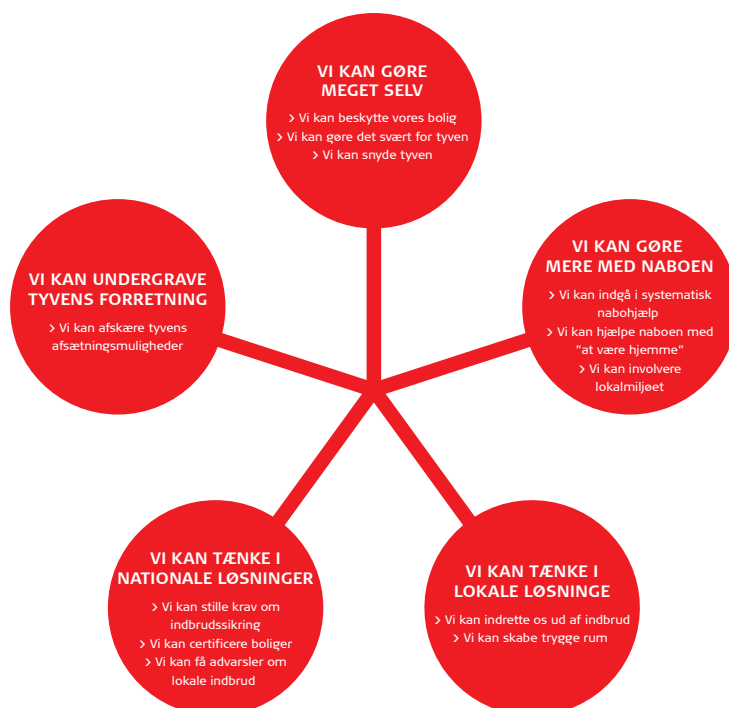 VI KAN GØRE
MEGET SELV
› Vi kan beskytte vores bolig
› Vi kan gøre det svært for tyven
› Vi kan snyde tyven
VI KAN GØRE
MERE MED NABOEN
› Vi kan indgå i systematisk
nabohjælp
› Vi kan hjælpe naboen med
”at være hjemme”
› Vi kan involvere
lokalmiljøet
VI KAN UNDERGRAVE
TYVENS FORRETNING
› Vi kan afskære tyvens
afsætningsmuligheder
VI KAN TÆNKE I
NATIONALE LØSNINGER
› Vi kan stille krav om
indbrudssikring
› Vi kan certificere boliger
› Vi kan få advarsler om
lokale indbrud
VI KAN TÆNKE I
LOKALE LØSNINGE
› Vi kan indrette os ud af indbrud
› Vi kan skabe trygge rum